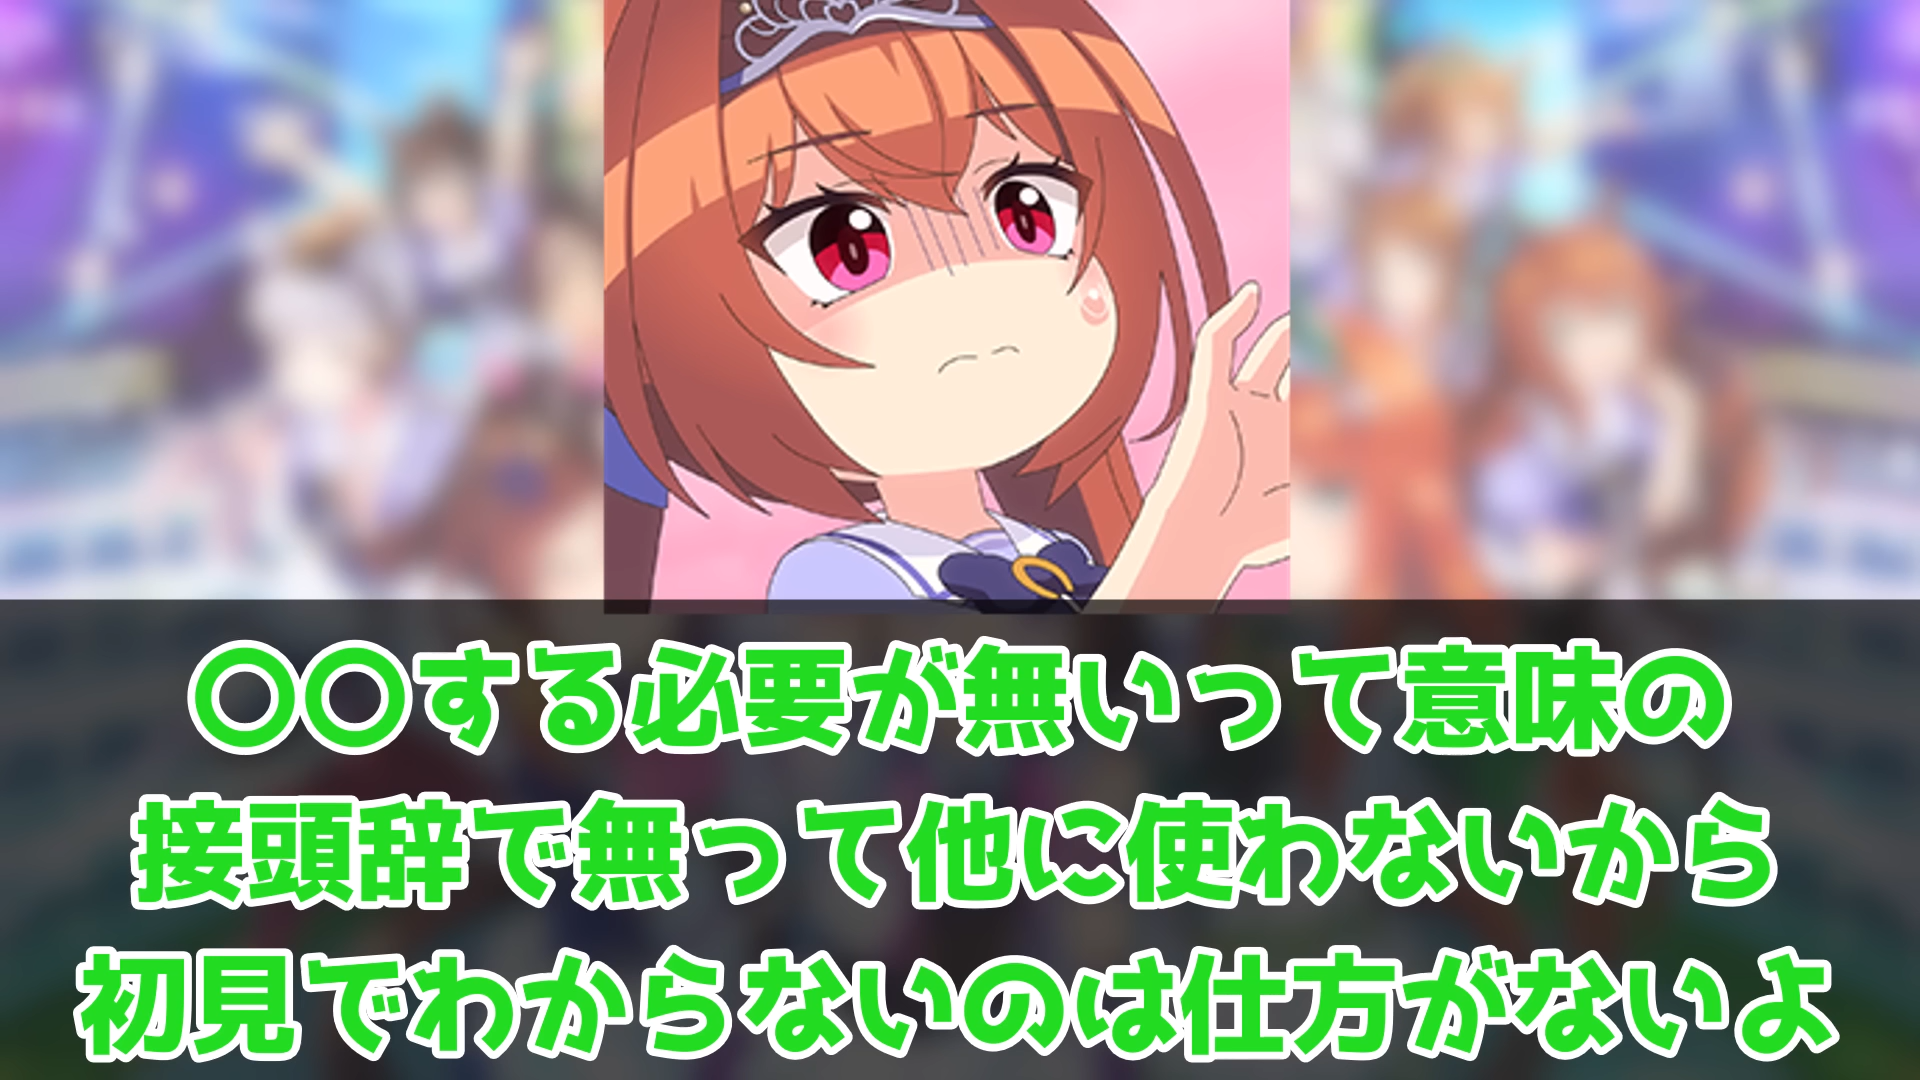 〇〇する必要が無いって意味の
接頭辞で無って他に使わないから
初見でわからないのは仕方がないよ